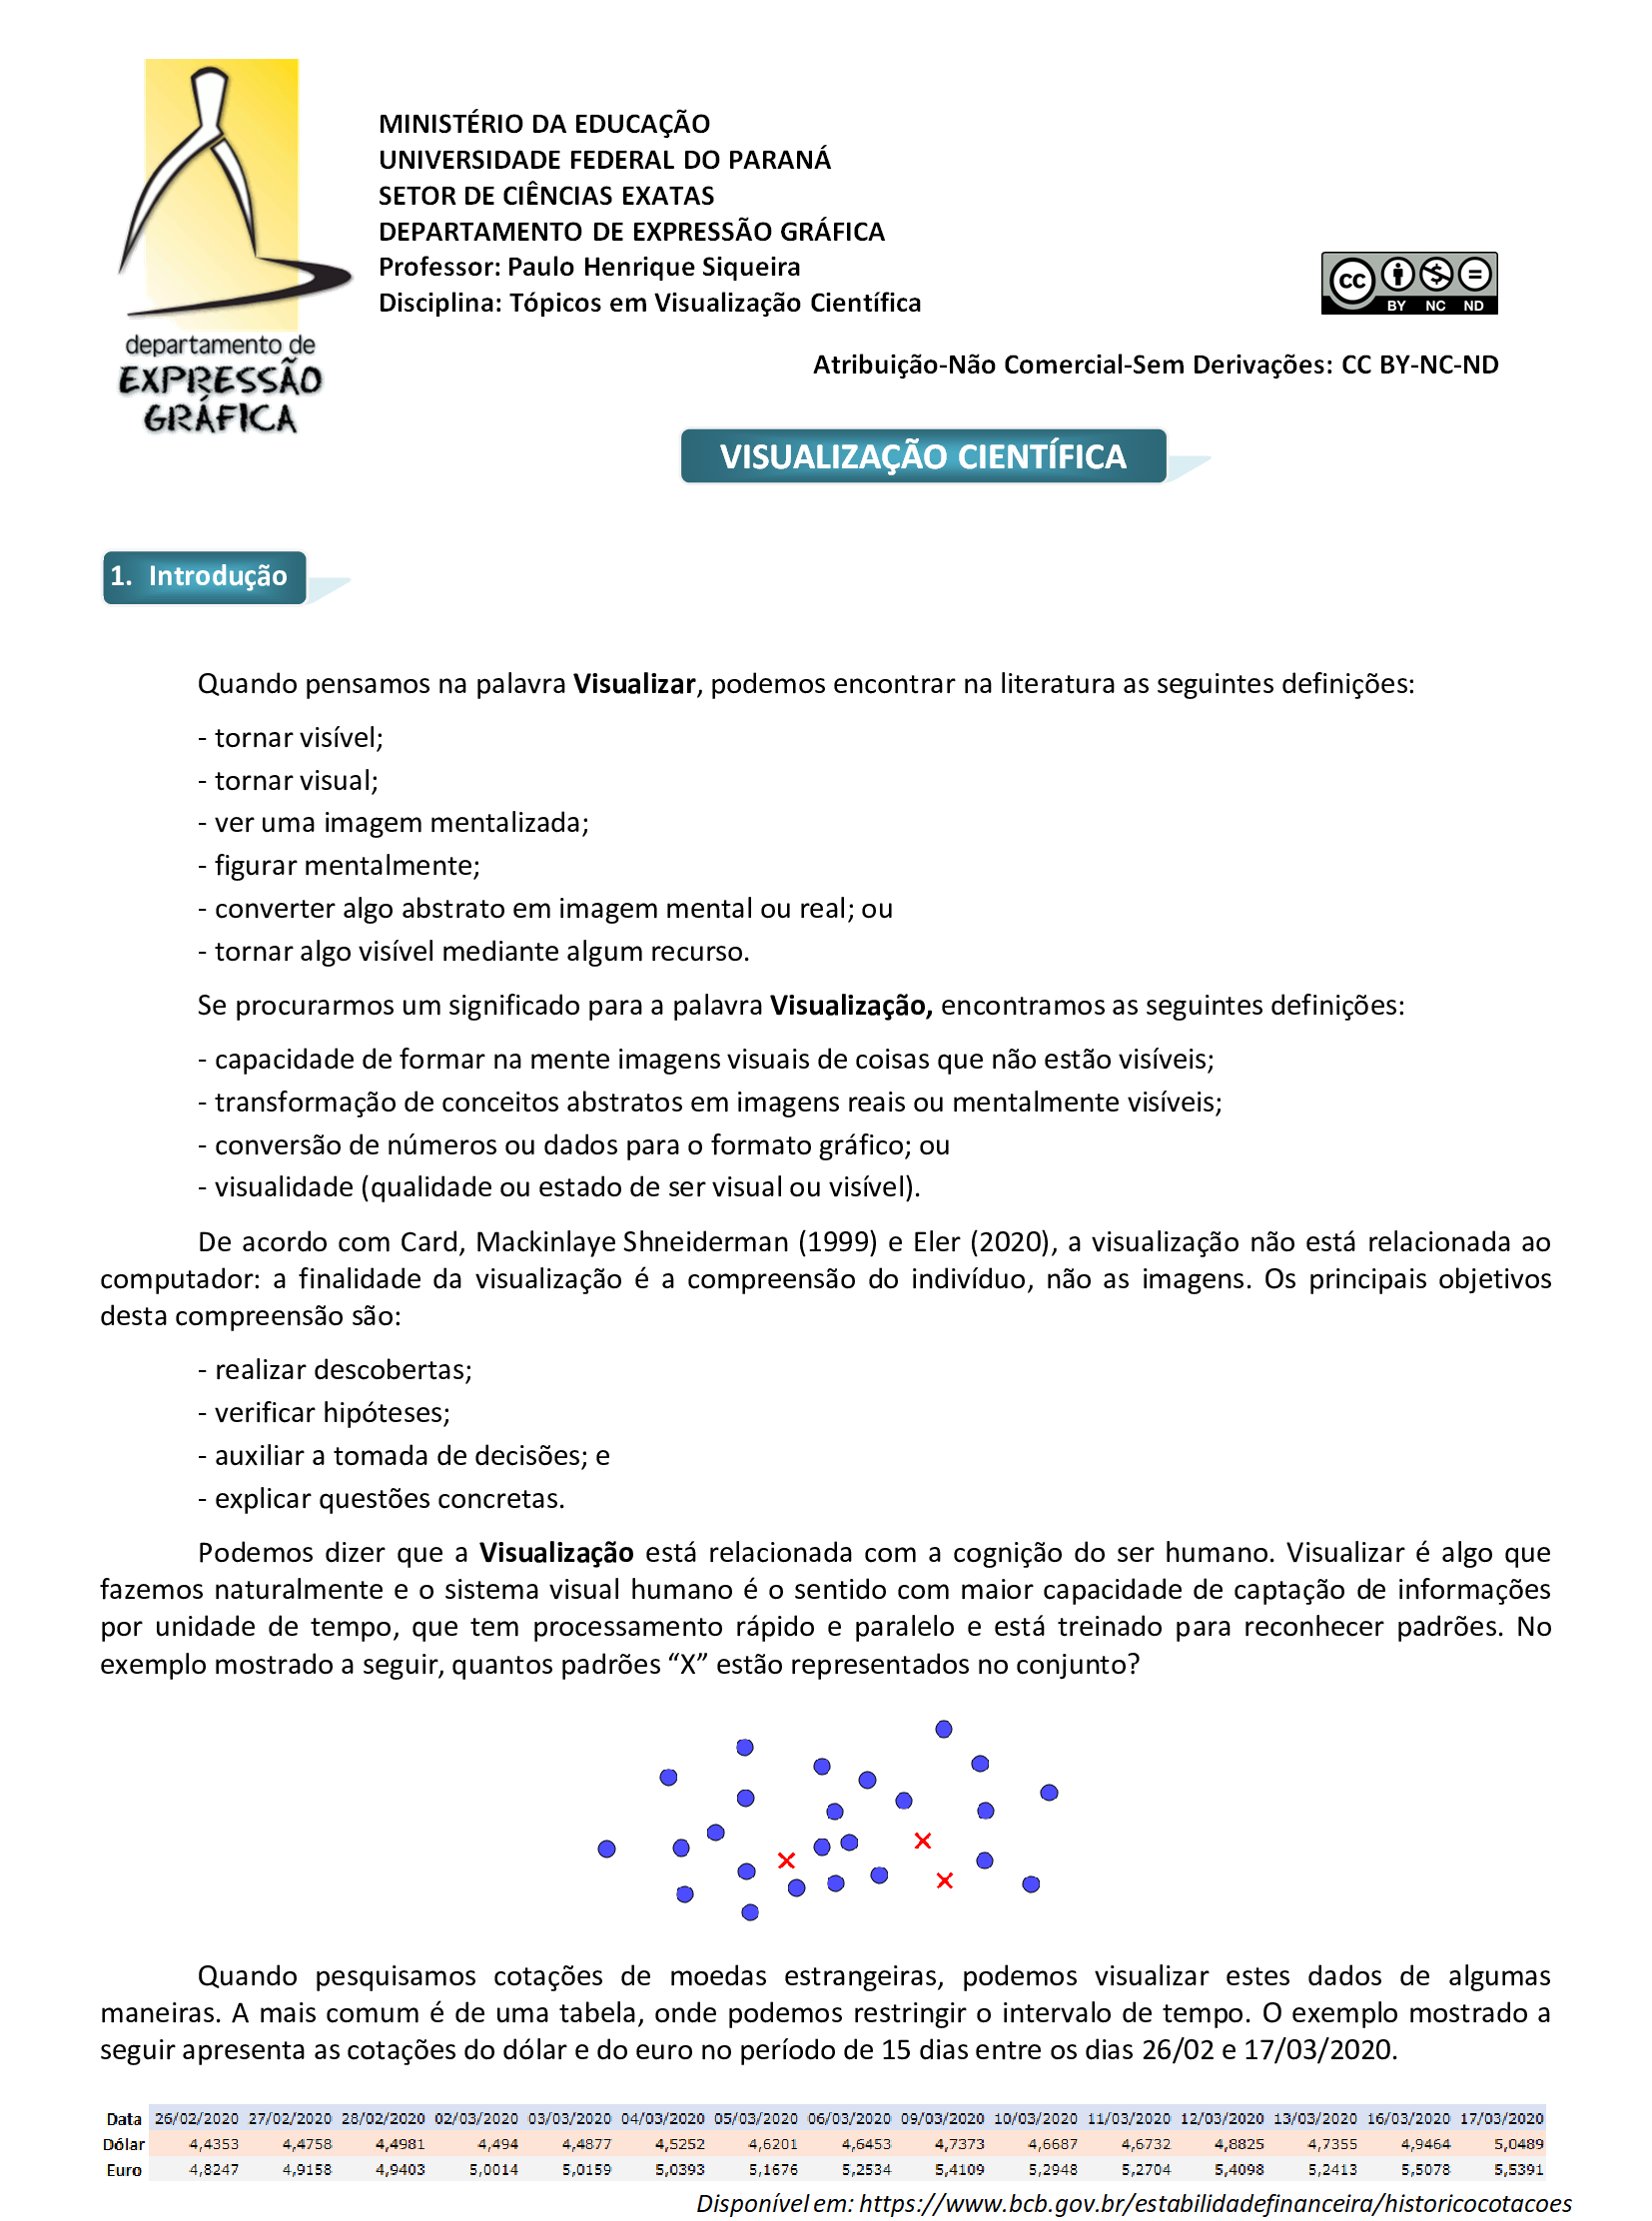 MINISTÉRIO DA EDUCAÇÃO
UNIVERSIDADE FEDERAL DO PARANÁ
SETOR DE CIÊNCIAS EXATAS
DEPARTAMENTO DE EXPRESSÃO GRÁFICA
Professor: Paulo Henrique Siqueira
Disciplina: Tópicos em Visualização Científica
departamento de
EXPRESSÃO
GRÁFICA
cc
BY NC ND
Atribuição-Não Comercial-Sem Derivações: CC BY-NC-ND
VISUALIZAÇÃO CIENTÍFICA
1. Introdução
Quando pensamos na palavra Visualizar, podemos encontrar na literatura as seguintes definições:
- tornar visível;
- tornar visual;
- ver uma imagem mentalizada;
- figurar mentalmente;
- converter algo abstrato em imagem mental ou real; ou
- tornar algo visível mediante algum recurso.
Se procurarmos um significado para a palavra Visualização, encontramos as seguintes definições:
- capacidade de formar na mente imagens visuais de coisas que não estão visíveis;
- transformação de conceitos abstratos em imagens reais ou mentalmente visíveis;
- conversão de números ou dados para o formato gráfico; ou
- visualidade (qualidade ou estado de ser visual ou visível).
De acordo com Card, Mackinlaye Shneiderman (1999) e Eler (2020), a visualização não está relacionada ao
computador: a finalidade da visualização é a compreensão do indivíduo, não as imagens. Os principais objetivos
desta compreensão são:
- realizar descobertas;
- verificar hipóteses;
- auxiliar a tomada de decisões; e
- explicar questões concretas.
Podemos dizer que a Visualização está relacionada com a cognição do ser humano. Visualizar é algo que
fazemos naturalmente e o sistema visual humano é o sentido com maior capacidade de captação de informações
por unidade de tempo, que tem processamento rápido e paralelo e está treinado para reconhecer padrões. No
exemplo mostrado a seguir, quantos padrões “X” estão representados no conjunto?
Quando pesquisamos cotações de moedas estrangeiras, podemos visualizar estes dados de algumas
maneiras. A mais comum é de uma tabela, onde podemos restringir o intervalo de tempo. O exemplo mostrado a
seguir apresenta as cotações do dólar e do euro no período de 15 dias entre os dias 26/02 e 17/03/2020.
Data 26/02/2020 27/02/2020 28/02/2020 02/03/2020 03/03/2020 04/03/2020 05/03/2020 06/03/2020 09/03/2020 10/03/2020 11/03/2020 12/03/2020 13/03/2020 16/03/2020 17/03/2020
Dólar 4,4353 4,4758 4,4981 4,494 4,4877 4,5252 4,6201 4,6453 4,7373 4,6687 4,6732 4,8825 4,7355 4,9464 5,0489
Euro 4,8247 4,9158 4,9403 5,0014 5,0159 5,0393 5,1676 5,2534 5,4109 5,2948 5,2704 5,4098 5,2413 5,5078 5,5391
Disponível em: https://www.bcb.gov.br/estabilidadefinanceira/historicocotacoes